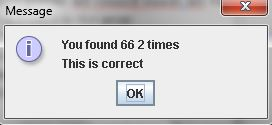 Message
You found 66 2 times
This is correct
OK